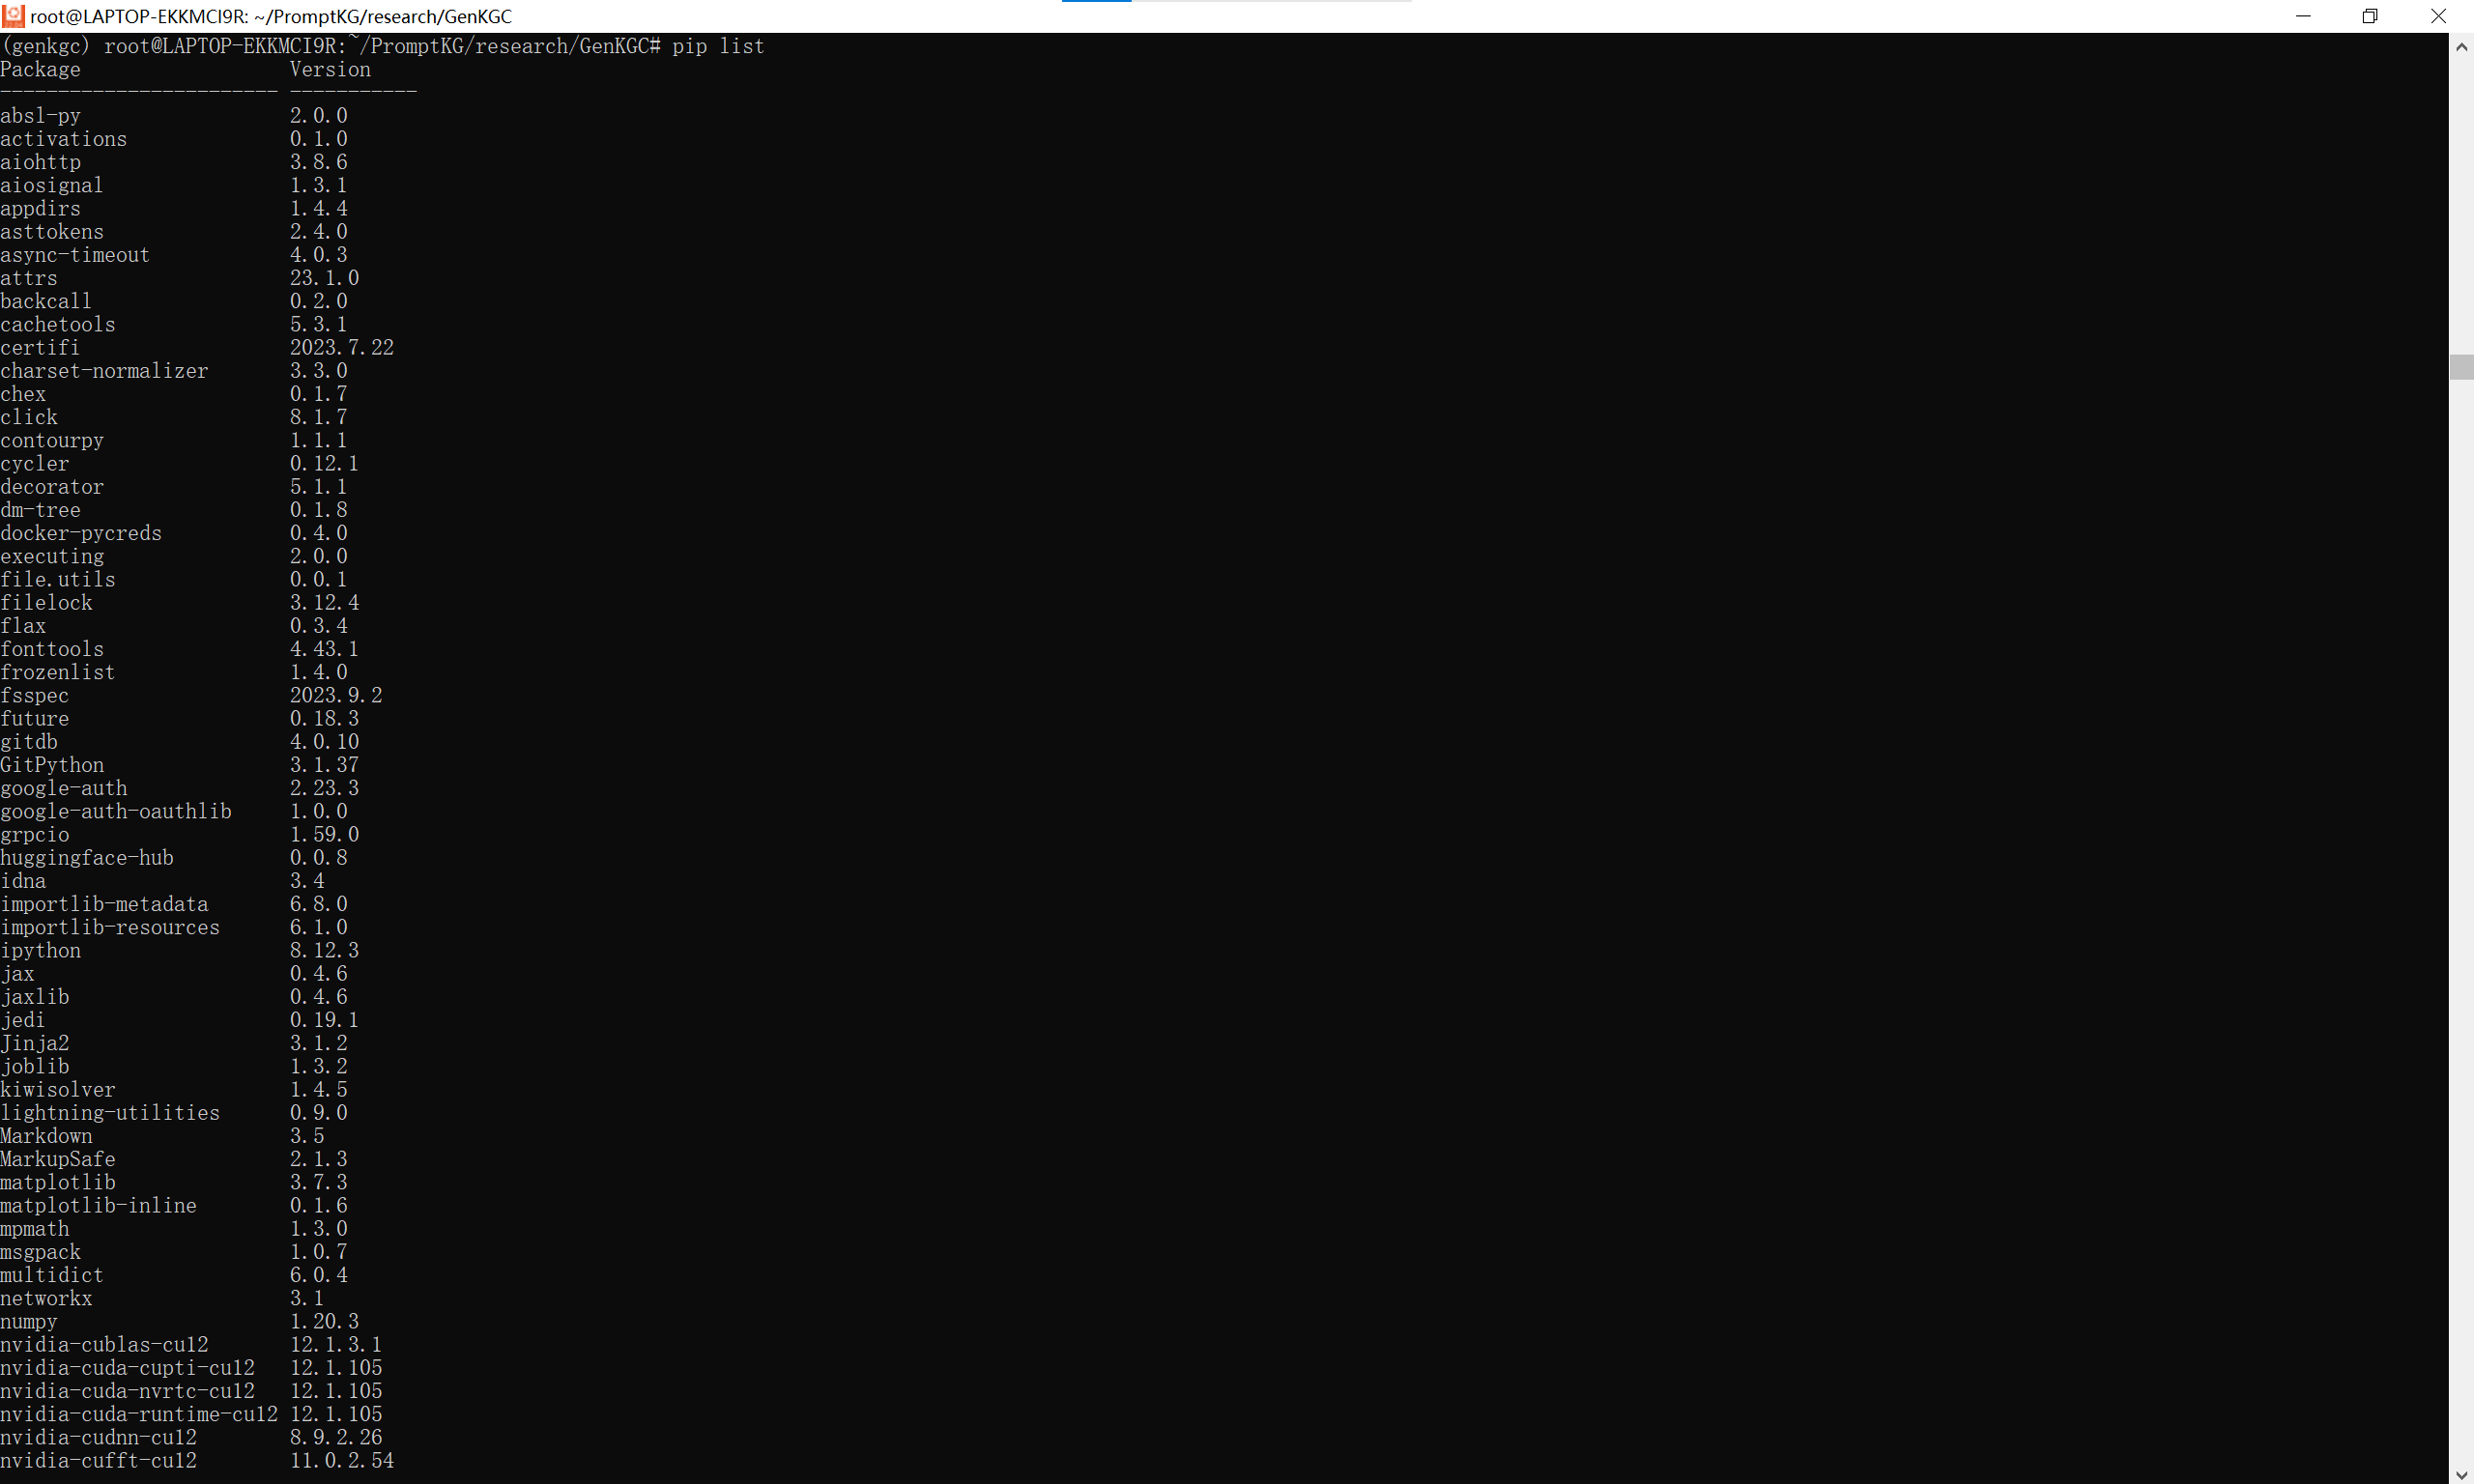 root@LAPTOP-EKKMCI9R: ~/PromptKG/research/GenKGC
(genkgc) root@LAPTOP-EKKMCI9R:~/PromptKG/research/GenKGC# pip list
Package                  Version
------------------------ -----------
absl-py                  2.0.0
activations              0.1.0
aiohttp                  3.8.6
aiosignal                1.3.1
appdirs                  1.4.4
asttokens                2.4.0
async-timeout            4.0.3
attrs                    23.1.0
backcall                 0.2.0
cachetools               5.3.1
certifi                  2023.7.22
charset-normalizer       3.3.0
chex                     0.1.7
click                    8.1.7
contourpy                1.1.1
cycler                   0.12.1
decorator                5.1.1
dm-tree                  0.1.8
docker-pycreds           0.4.0
executing                2.0.0
file.utils               0.0.1
filelock                 3.12.4
flax                     0.3.4
fonttools                4.43.1
frozenlist               1.4.0
fsspec                   2023.9.2
future                   0.18.3
gitdb                    4.0.10
GitPython                3.1.37
google-auth              2.23.3
google-auth-oauthlib     1.0.0
grpcio                   1.59.0
huggingface-hub          0.0.8
idna                     3.4
importlib-metadata       6.8.0
importlib-resources      6.1.0
ipython                  8.12.3
jax                      0.4.6
jaxlib                   0.4.6
jedi                     0.19.1
Jinja2                   3.1.2
joblib                   1.3.2
kiwisolver               1.4.5
lightning-utilities      0.9.0
Markdown                 3.5
MarkupSafe               2.1.3
matplotlib               3.7.3
matplotlib-inline        0.1.6
mpmath                   1.3.0
msgpack                  1.0.7
multidict                6.0.4
networkx                 3.1
numpy                    1.20.3
nvidia-cublas-cu12       12.1.3.1
nvidia-cuda-cupti-cu12   12.1.105
nvidia-cuda-nvrtc-cu12   12.1.105
nvidia-cuda-runtime-cu12 12.1.105
nvidia-cudnn-cu12        8.9.2.26
nvidia-cufft-cu12        11.0.2.54